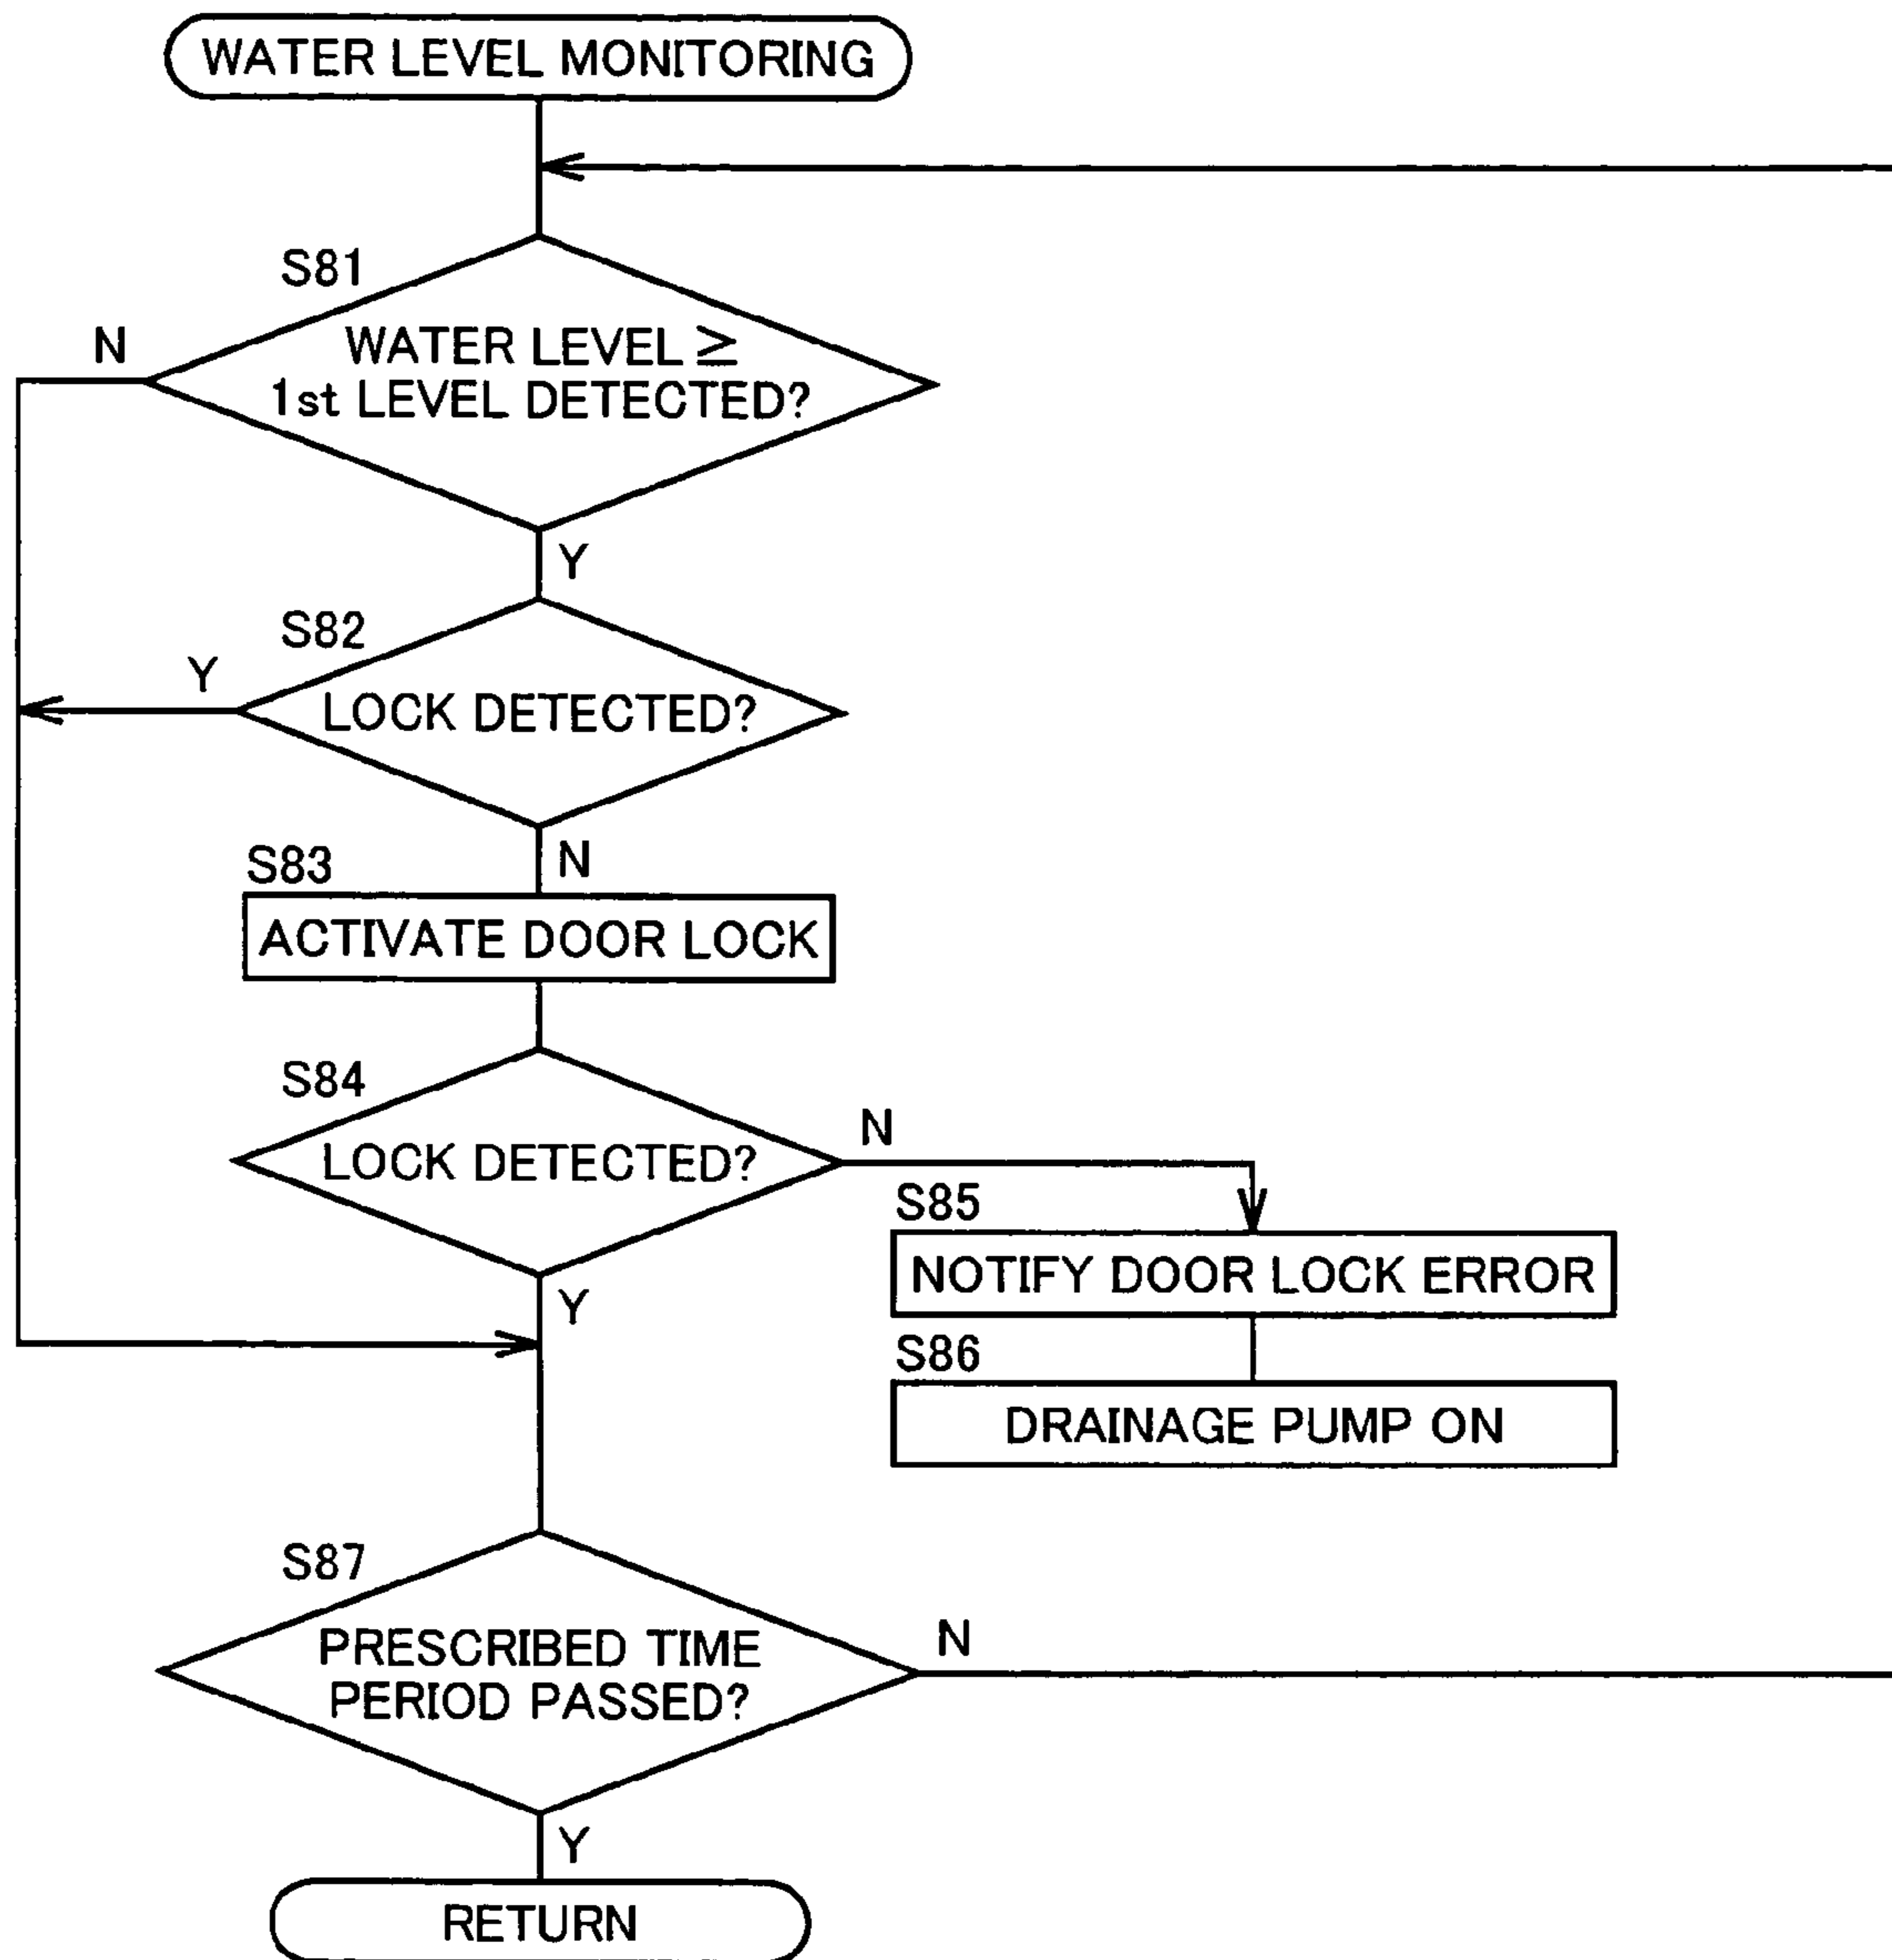 WATER LEVEL MONITORING
S81
N
WATER LEVEL ≥
1st LEVEL DETECTED?
Y
S82
Y
LOCK DETECTED?
N
S83
ACTIVATE DOOR LOCK
S84
N
LOCK DETECTED?
S85
NOTIFY DOOR LOCK ERROR
Y
S86
DRAINAGE PUMP ON
S87
N
PRESCRIBED TIME
PERIOD PASSED?
Y
RETURN